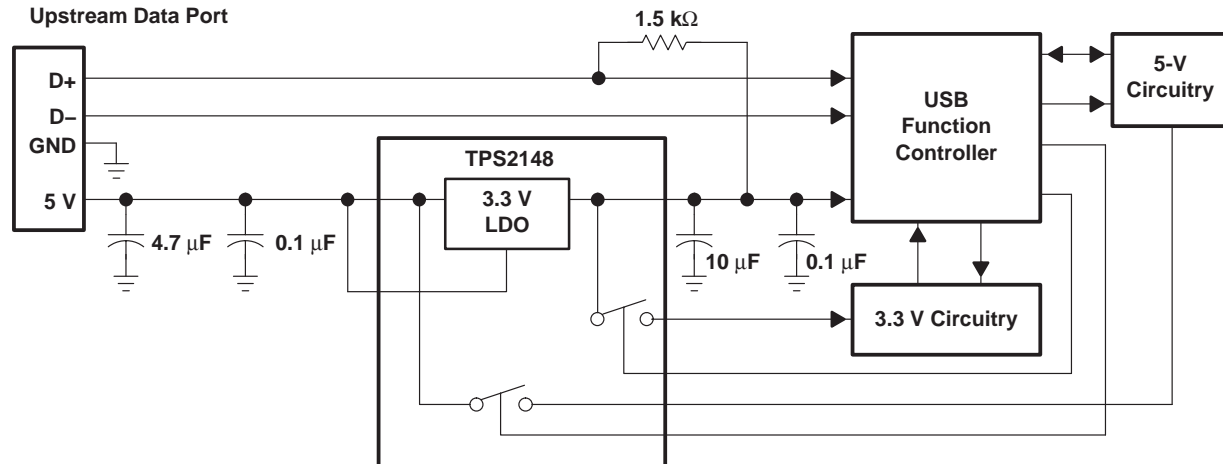 Upstream Data Port
1.5 kΩ
D+
D–
GND
5 V
4.7 μF
0.1 μF
TPS2148
3.3 V
LDO
10 μF
0.1 μF
USB
Function
Controller
5-V
Circuitry
3.3 V Circuitry